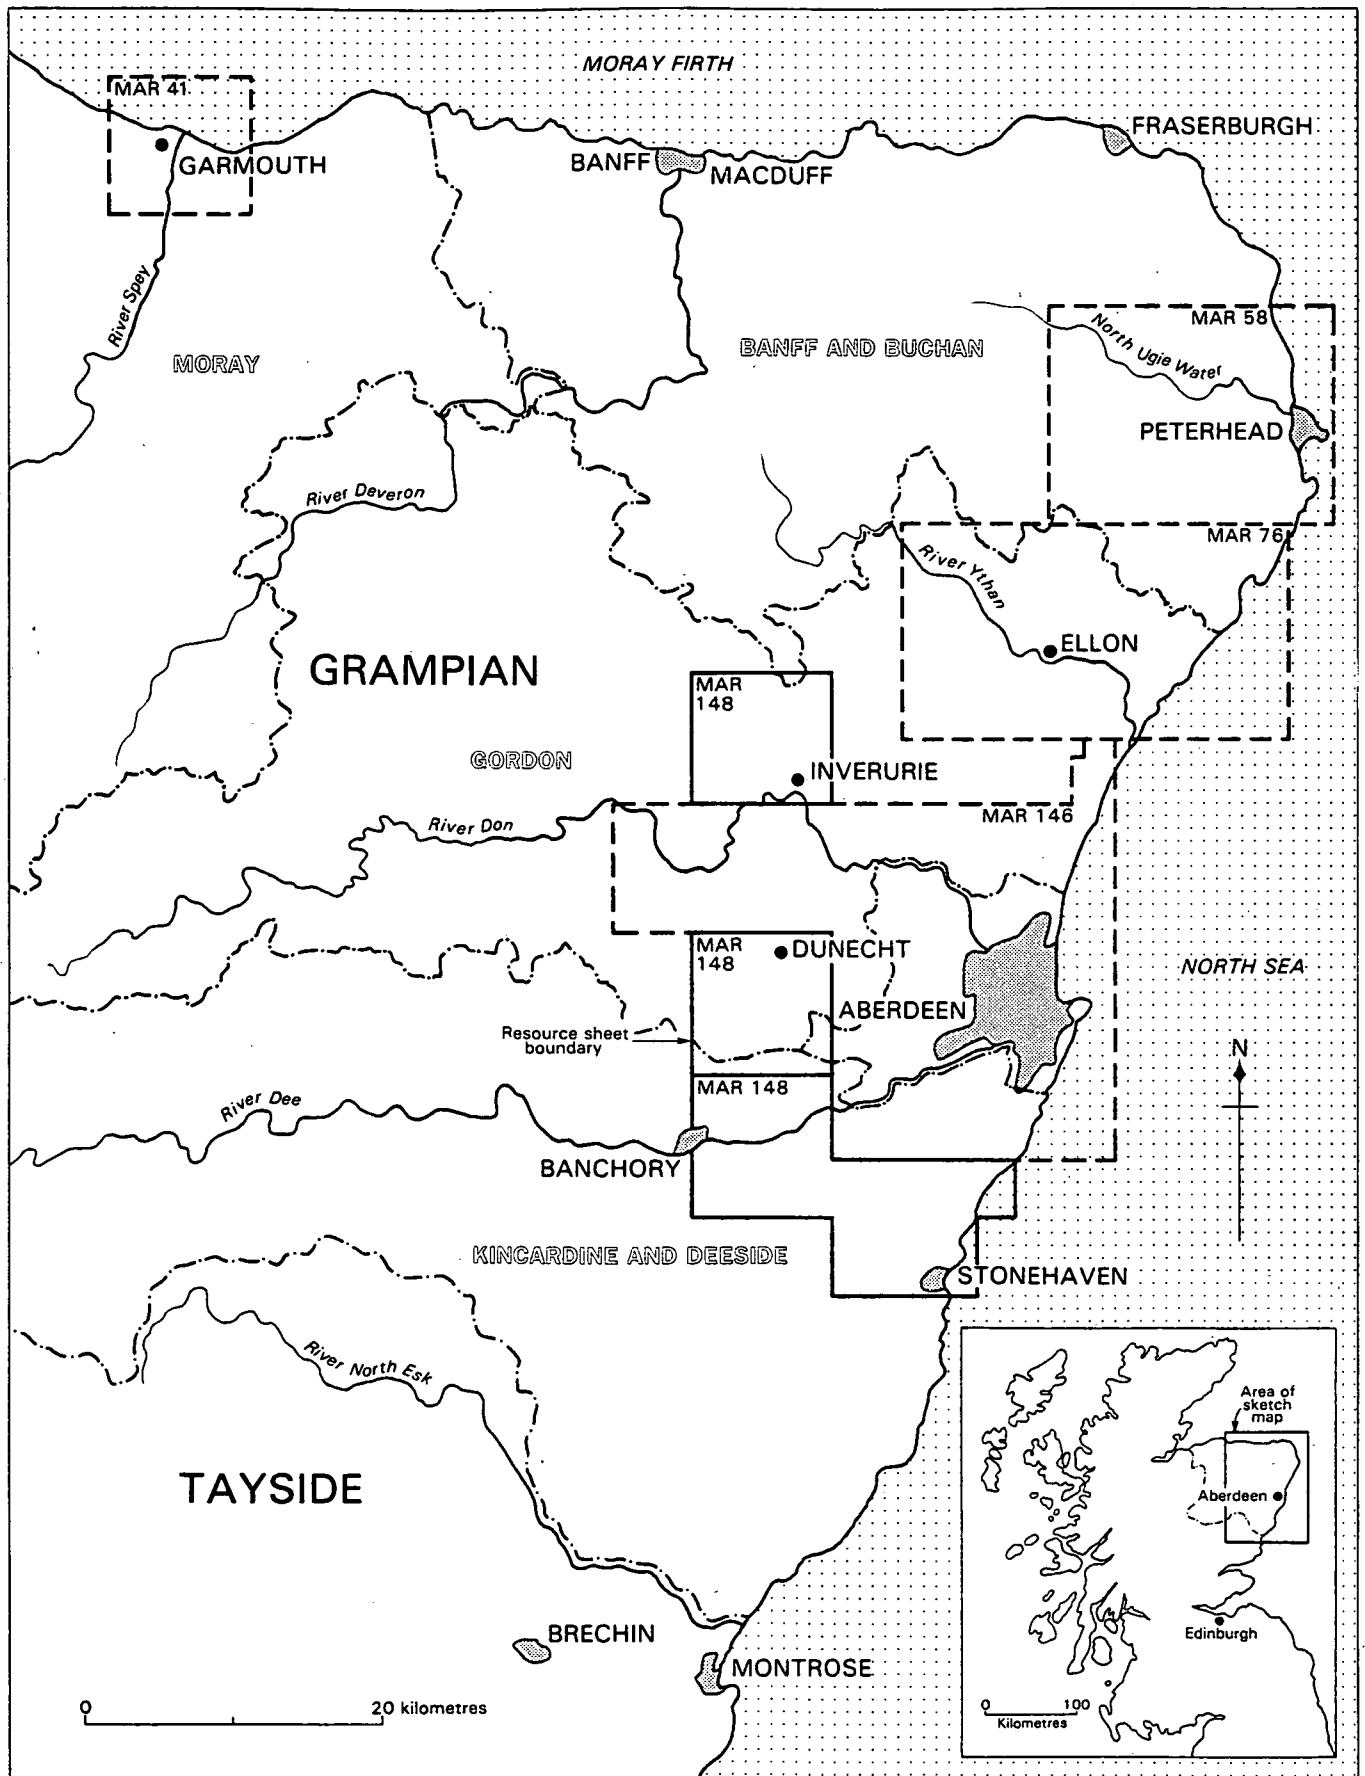 MORAY FIRTH
MAR 41
GARMOUTH
FRASERBURGH
BANFF
MACDUFF
River Spey
MORAY
BANFF AND BUCHAN
MAR 58
North Ugie Water
PETERHEAD
River Deveron
MAR 76
River Ythan
ELLON
GRAMPIAN
MAR
148
GORDON
INVERURIE
MAR 146
River Don
MAR
148
DUNECHT
NORTH SEA
ABERDEEN
Resource sheet
boundary
N
MAR 148
River Dee
BANCHORY
KINCARDINE AND DEESIDE
STONEHAVEN
River North Esk
TAYSIDE
BRECHIN
MONTROSE
0 20 kilometres
Area of
sketch
map
Aberdeen
Edinburgh
0 100
Kilometres